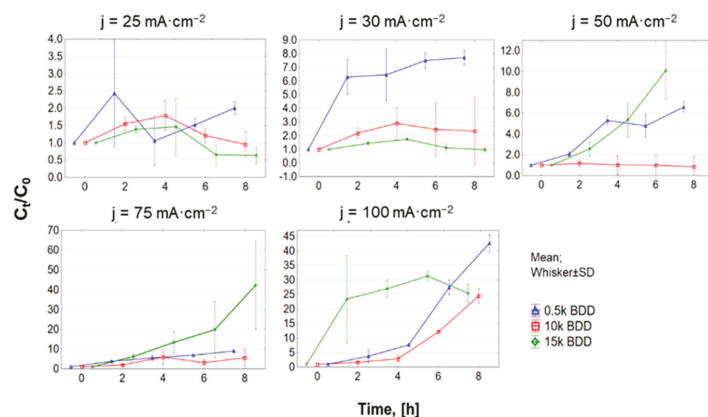 j = 25 mA·cm⁻²
j = 30 mA·cm⁻²
j = 50 mA·cm⁻²
4.0
3.5
3.0
2.5
2.0
1.5
1.0
0.5
0.0
0 2 4 6 8
9.0
8.0
7.0
6.0
5.0
4.0
3.0
2.0
1.0
0.0
-1.0
0 2 4 6 8
12.0
10.0
8.0
6.0
4.0
2.0
0.0
0 2 4 6 8
Ct/C0
j = 75 mA·cm⁻²
j = 100 mA·cm⁻²
70
60
50
40
30
20
10
0
0 2 4 6 8
45
40
35
30
25
20
15
10
5
0
0 2 4 6 8
Mean;
Whisker±SD
0.5k BDD
10k BDD
15k BDD
Time, [h]